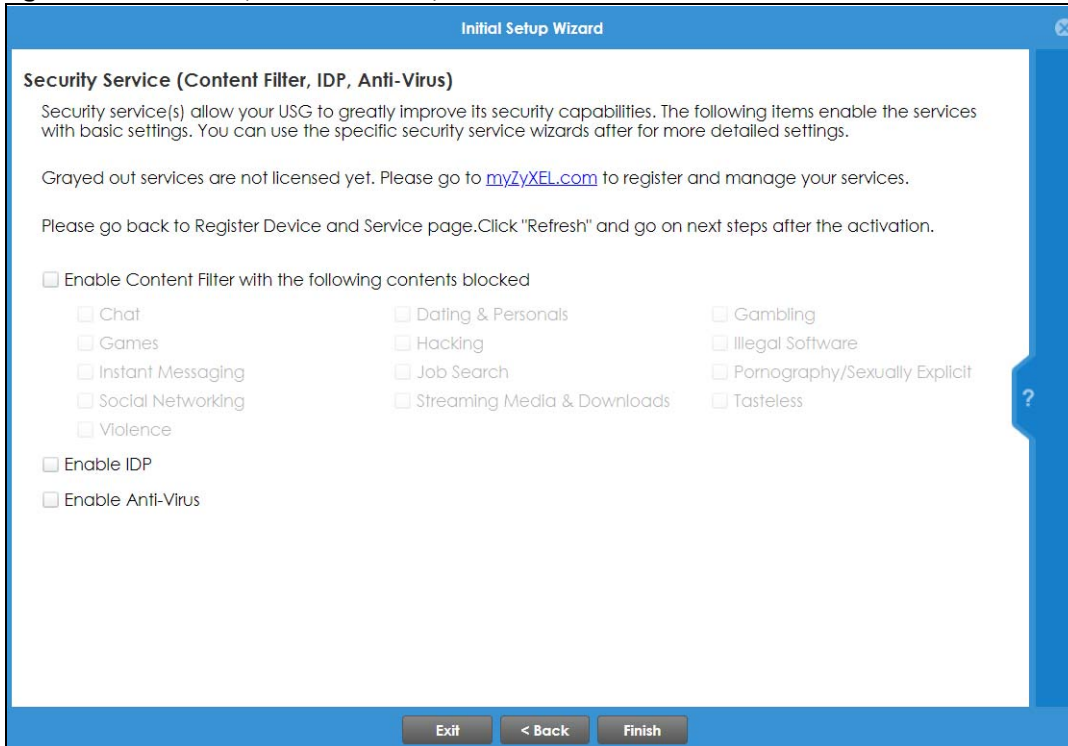 Initial Setup Wizard
Security Service (Content Filter, IDP, Anti-Virus)
Security service(s) allow your USG to greatly improve its security capabilities. The following items enable the services
with basic settings. You can use the specific security service wizards after for more detailed settings.
Grayed out services are not licensed yet. Please go to myZyXEL.com to register and manage your services.
Please go back to Register Device and Service page.Click "Refresh" and go on next steps after the activation.
Enable Content Filter with the following contents blocked
Chat Dating & Personals Gambling
Games Hacking Illegal Software
Instant Messaging Job Search Pornography/Sexually Explicit
Social Networking Streaming Media & Downloads Tasteless
Violence
?
Enable IDP
Enable Anti-Virus
Exit < Back Finish